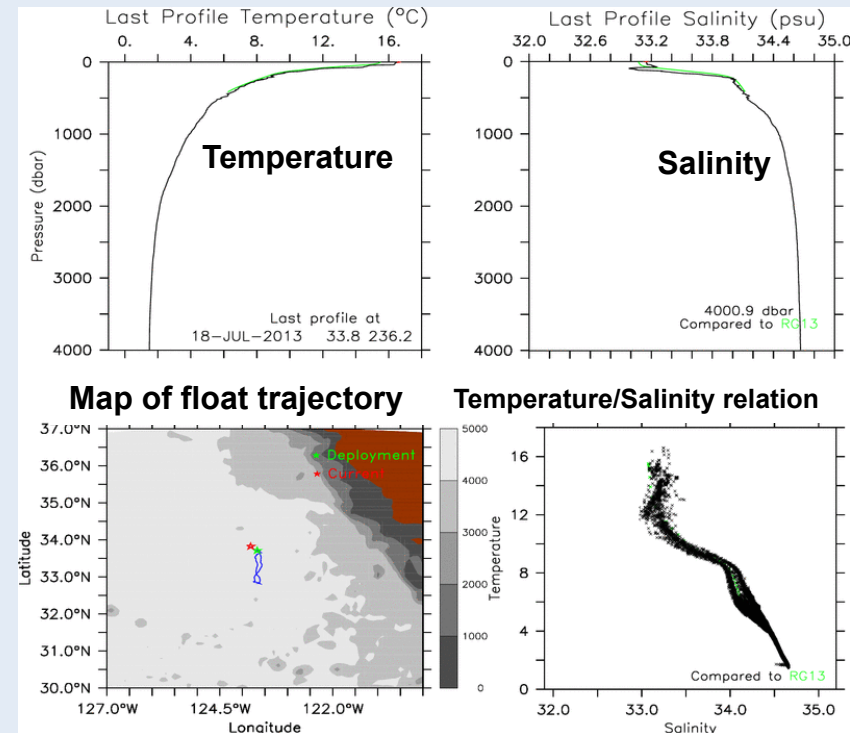 Last Profile Temperature (°C)
0. 4. 8. 12. 16.
0
1000
2000
3000
4000
Pressure (dbar)
Temperature
Last profile at
18-JUL-2013 33.8 236.2
Last Profile Salinity (psu)
32.0 32.6 33.2 33.8 34.4 35.0
0
1000
2000
3000
4000
Salinity
4000.9 dbar
Compared to RG13
Map of float trajectory
37.0°N
36.0°N
35.0°N
34.0°N
33.0°N
32.0°N
31.0°N
30.0°N
Latitude
Deployment
Current
127.0°W 124.5°W 122.0°W
Longitude
5000
4000
3000
2000
1000
0
Temperature/Salinity relation
16
12
8
4
0
Temperature
Compared to RG13
32.0 33.0 34.0 35.0
Salinity